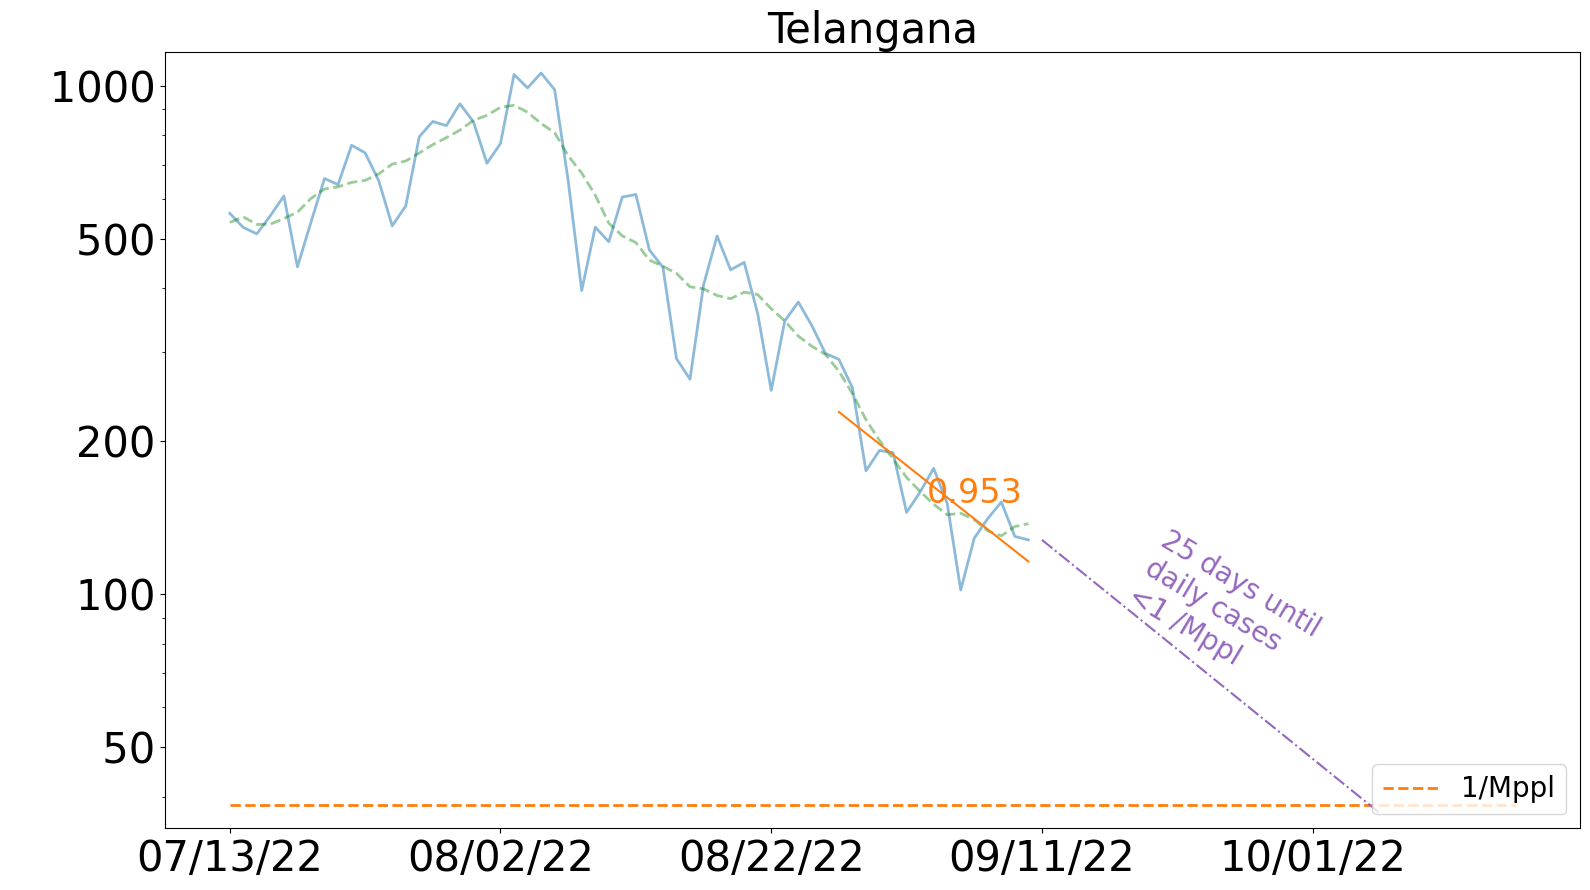 Telangana
1000
500
200
100
50
0.953
25 days until
daily cases
<1 /Mppl
1/Mppl
07/13/22
08/02/22
08/22/22
09/11/22
10/01/22